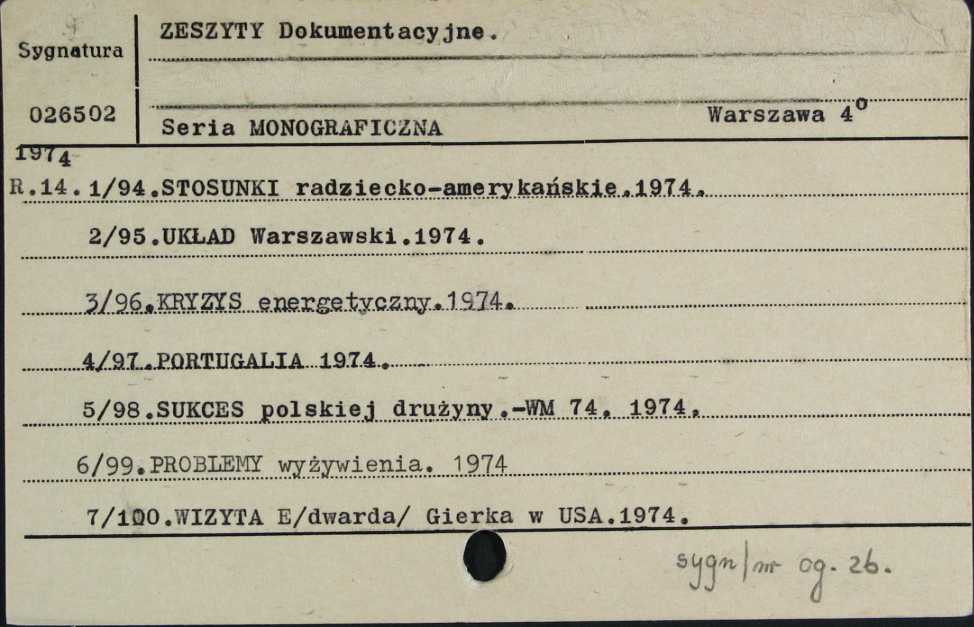 ZESZYTY Dokumentacyjne.
Sygnatura
026502
Warszawa 4°
Seria MONOGRAFICZNA
1974
R.14. 1/94.STOSUNKI radziecko-amerykańskie.1974.
2/95.UKŁAD Warszawski.1974.
3/96.KRYZYS energetyczny.1974.
4/97.PORTUGALIA 1974.
5/98.SUKCES polskiej drużyny.-WM 74. 1974.
6/99.PROBLEMY wyżywienia. 1974
7/100.WIZYTA E/dwarda/ Gierka w USA.1974.
sygn/nr og. 26.